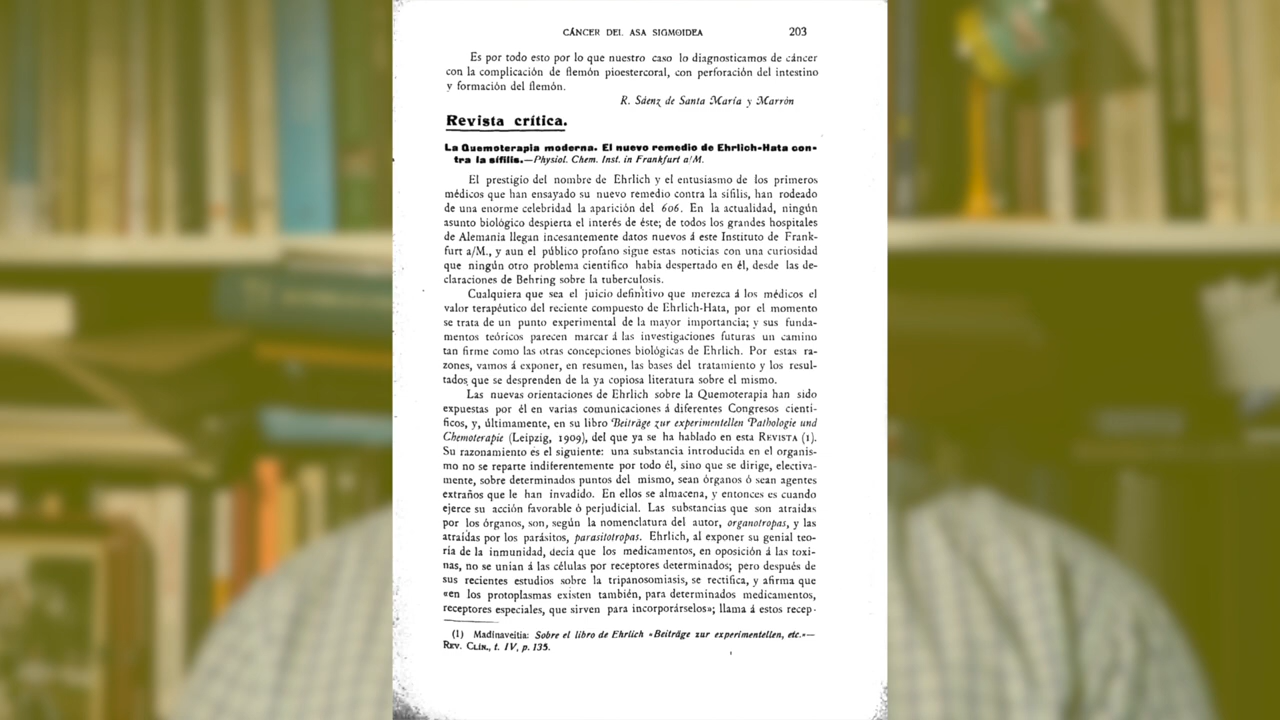 CÁNCER DEL ASA SIGMOIDEA 203
Es por todo esto por lo que nuestro caso lo diagnosticamos de cáncer
con la complicación de flemón pioestercoral, con perforación del intestino
y formación del flemón.
R. Sáenz de Santa María y Marrón
Revista crítica.
La Quemoterapia moderna. El nuevo remedio de Ehrlich-Hata con-
tra la sífilis.—Physiol. Chem. Inst. in Frankfurt a/M.
El prestigio del nombre de Ehrlich y el entusiasmo de los primeros
médicos que han ensayado su nuevo remedio contra la sífilis, han rodeado
de una enorme celebridad la aparición del 606. En la actualidad, ningún
asunto biológico despierta el interés de éste; de todos los grandes hospitales
de Alemania llegan incesantemente datos nuevos á este Instituto de Frank-
furt a/M., y aun el público profano sigue estas noticias con una curiosidad
que ningún otro problema científico había despertado en él, desde las de-
claraciones de Behring sobre la tuberculosis.
Cualquiera que sea el juicio definitivo que merezca á los médicos el
valor terapéutico del reciente compuesto de Ehrlich-Hata, por el momento
se trata de un punto experimental de la mayor importancia; y sus funda-
mentos teóricos parecen marcar á las investigaciones futuras un camino
tan firme como las otras concepciones biológicas de Ehrlich. Por estas ra-
zones, vamos á exponer, en resumen, las bases del tratamiento y los resul-
tados que se desprenden de la ya copiosa literatura sobre el mismo.
Las nuevas orientaciones de Ehrlich sobre la Quemoterapia han sido
expuestas por él en varias comunicaciones á diferentes Congresos cientí-
ficos, y, últimamente, en su libro Beiträge zur experimentellen Pathologie und
Chemoterapie (Leipzig, 1909), del que ya se ha hablado en esta REVISTA (1).
Su razonamiento es el siguiente: una substancia introducida en el organis-
mo no se reparte indiferentemente por todo él, sino que se dirige, electiva-
mente, sobre determinados puntos del mismo, sean órganos ó sean agentes
extraños que le han invadido. En ellos se almacena, y entonces es cuando
ejerce su acción favorable ó perjudicial. Las substancias que son atraídas
por los órganos, son, según la nomenclatura del autor, organotropas, y las
atraídas por los parásitos, parasitotropas. Ehrlich, al exponer su genial teo-
ría de la inmunidad, decía que los medicamentos, en oposición á las toxi-
nas, no se unían á las células por receptores determinados; pero después de
sus recientes estudios sobre la tripanosomiasis, se rectifica, y afirma que
«en los protoplasmas existen también, para determinados medicamentos,
receptores especiales, que sirven para incorporárselos»; llama á estos recep-
(1) Madinaveitia: Sobre el libro de Ehrlich «Beiträge zur experimentellen, etc.»—
REV. CLÍN., t. IV, p. 135.